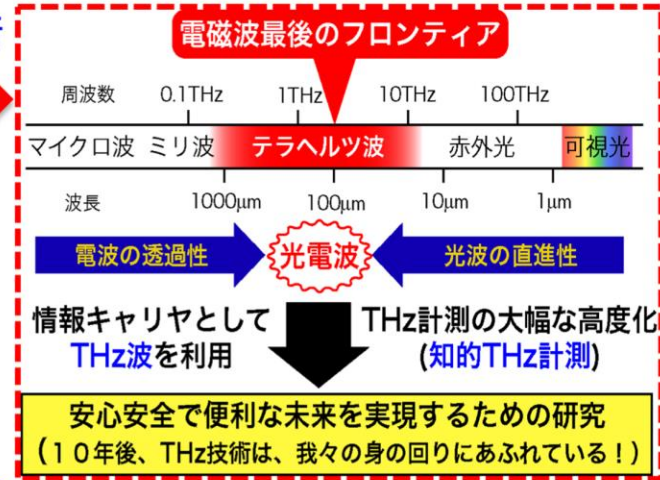 電磁波最後のフロンティア
周波数 0.1THz 1THz 10THz 100THz
マイクロ波 ミリ波 テラヘルツ波 赤外光 可視光
波長 1000μm 100μm 10μm 1μm
電波の透過性 光電波 光波の直進性
情報キャリヤとして THz計測の大幅な高度化
THz波を利用 (知的THz計測)
安心安全で便利な未来を実現するための研究
(10年後、THz技術は、我々の身の回りにあふれている!)